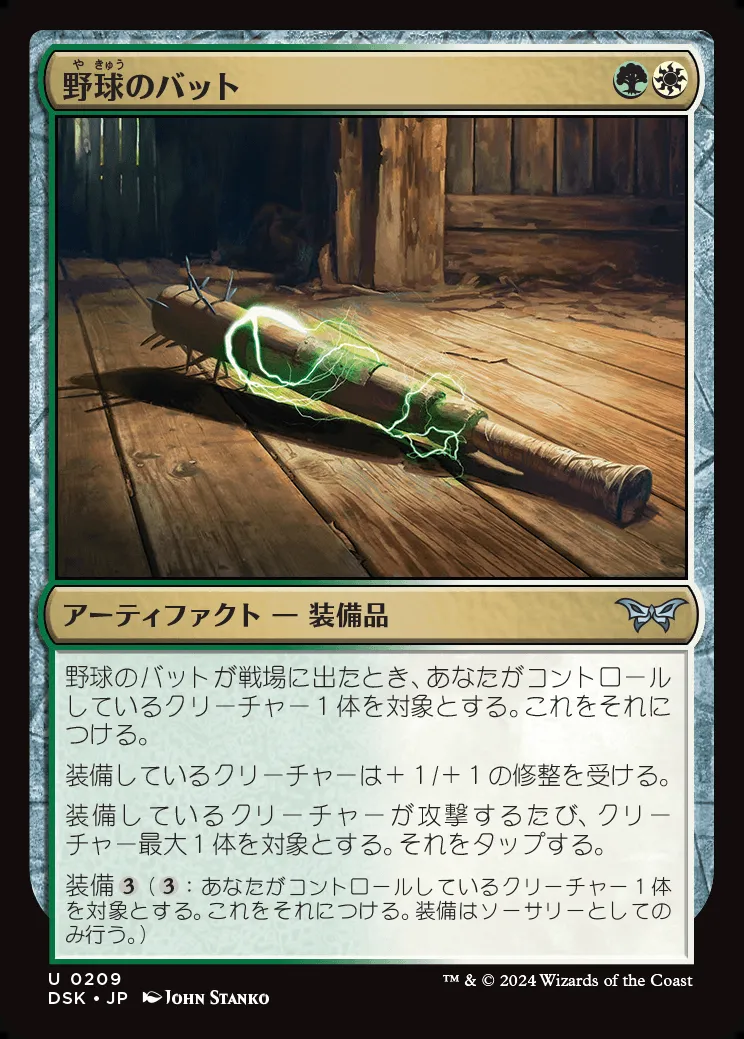 や きゅう
野球のバット
アーティファクト — 装備品
野球のバットが戦場に出たとき、あなたがコントロール
しているクリーチャー1体を対象とする。これをそれに
つける。
装備しているクリーチャーは+1/+1の修整を受ける。
装備しているクリーチャーが攻撃するたび、クリー
チャー最大1体を対象とする。それをタップする。
装備3(3:あなたがコントロールしているクリーチャー1体
を対象とする。これをそれにつける。装備はソーサリーとしての
み行う。)
U 0209
DSK • JP John Stanko
™ & © 2024 Wizards of the Coast